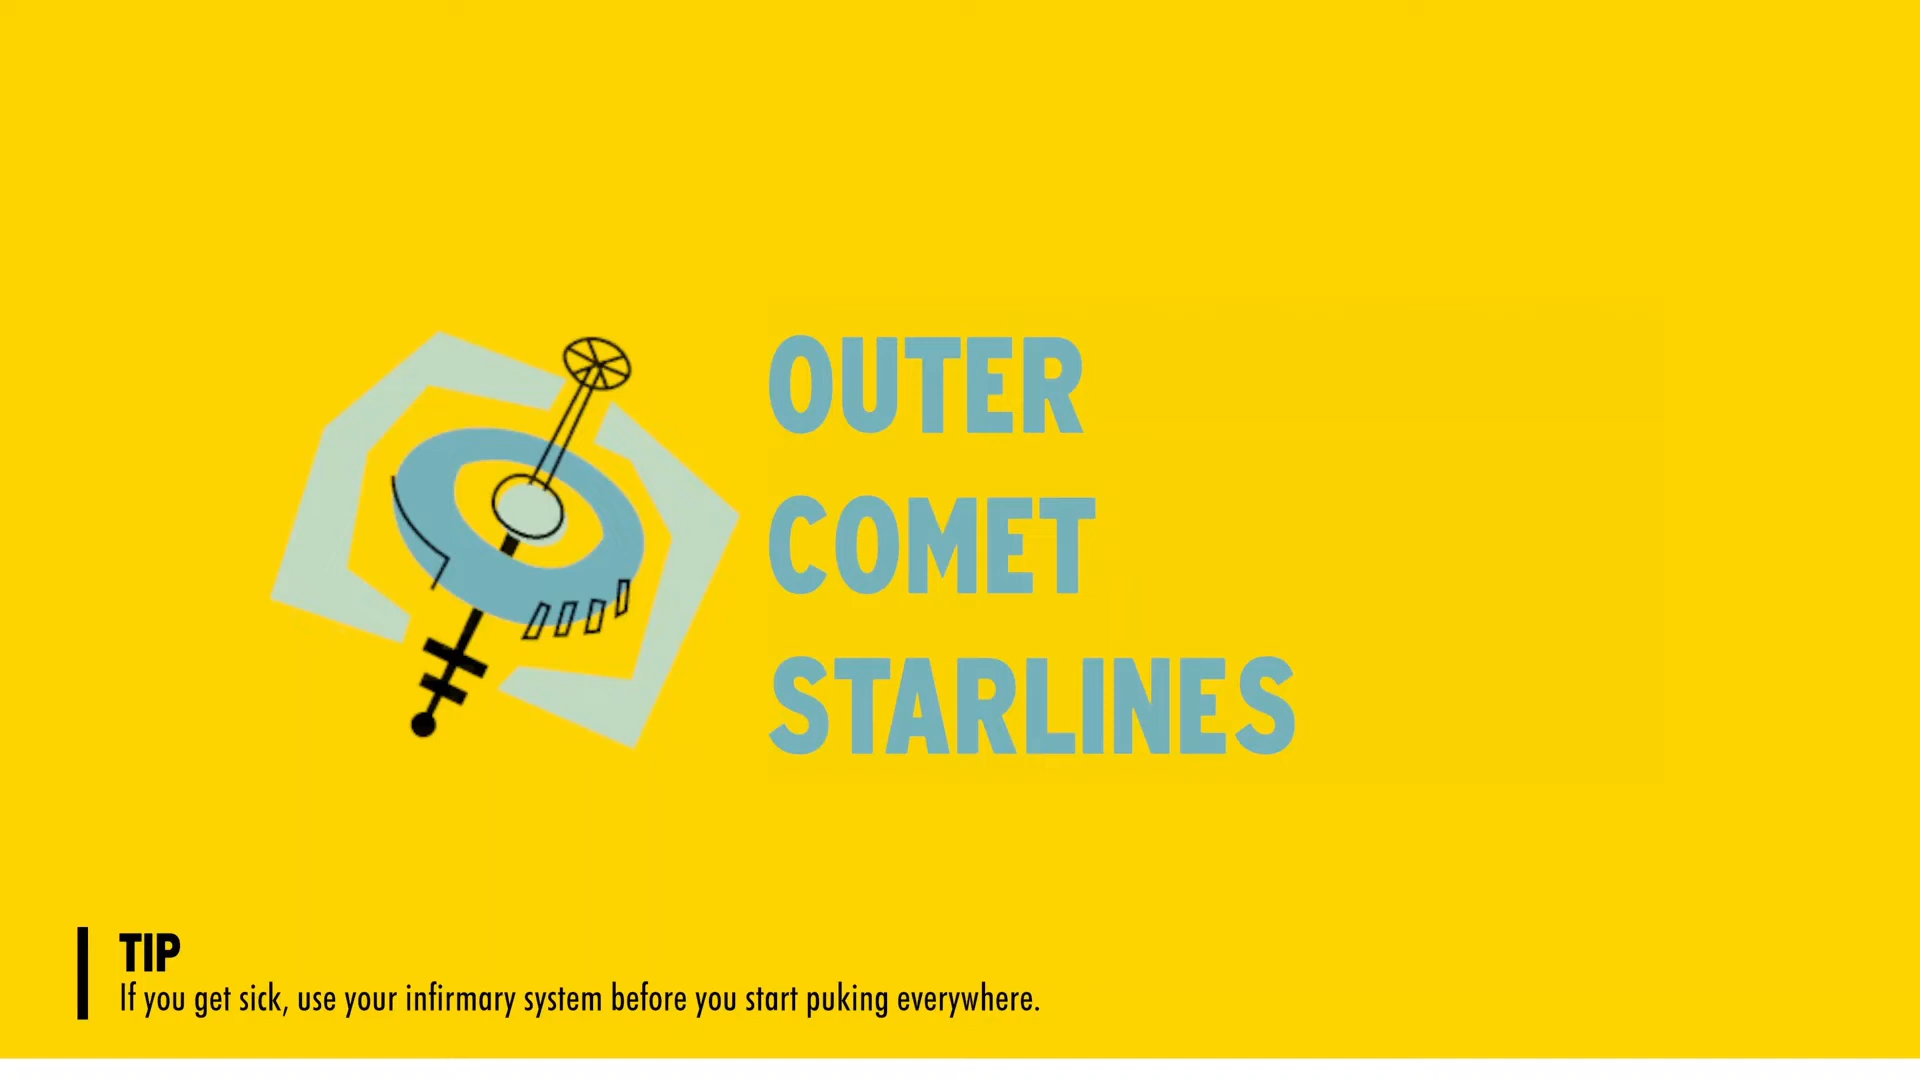 OUTER
COMET
STARLINES
TIP
If you get sick, use your infirmary system before you start puking everywhere.